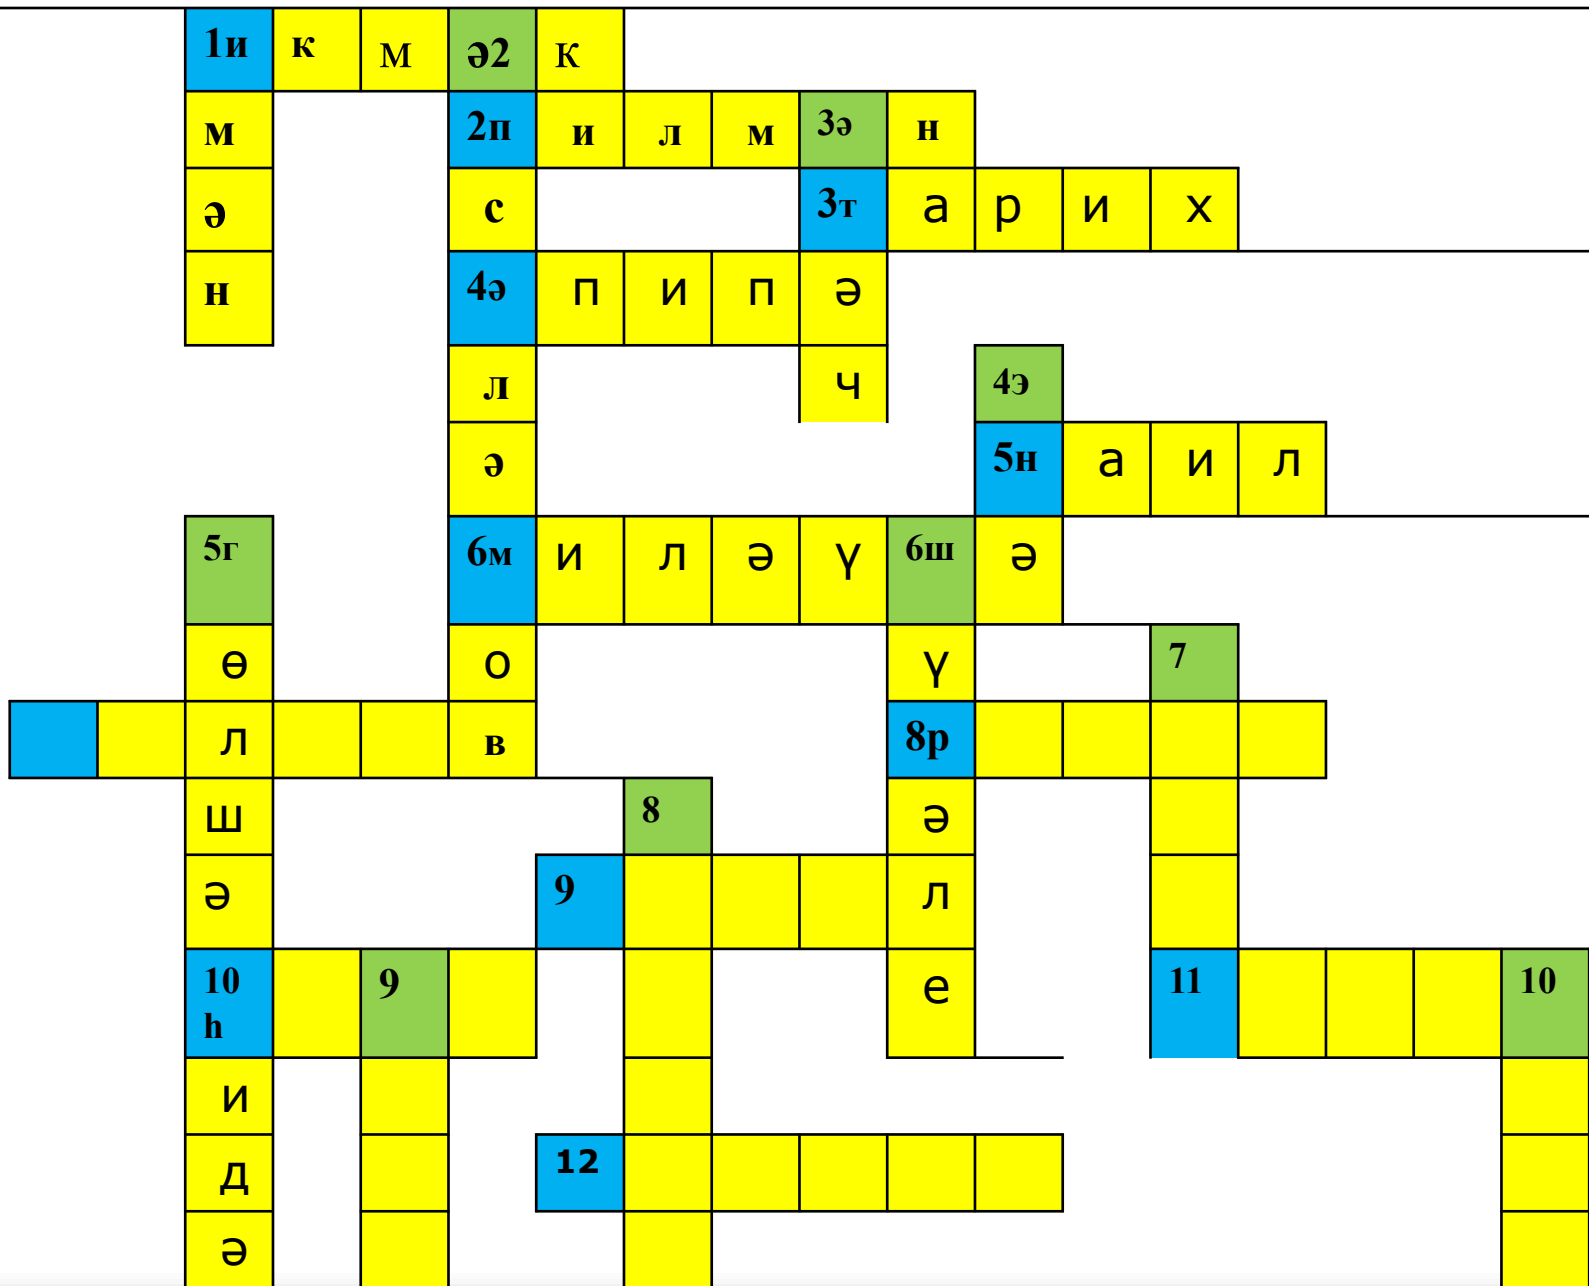 1и к м ә2 к
м 2п и л м 3ә н
ә с 3т а р и х
н 4ә п и п ә
л ч 4э
ә 5н а и л
5г 6м и л ә ү 6ш ә
ө о ү 7
л в 8р
ш 8 ә
ә 9 л
10 9 е 11 10
һ
и
д 12
ә